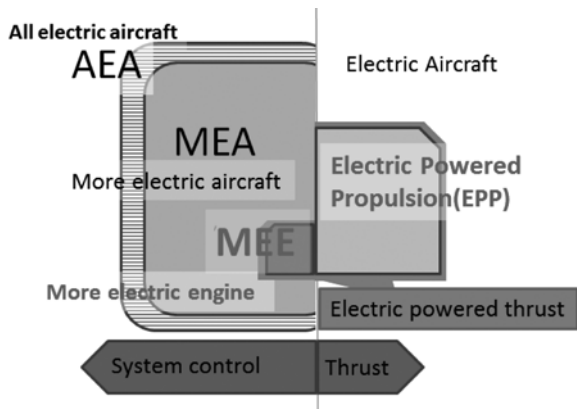 All electric aircraft
AEA
Electric Aircraft
MEA
More electric aircraft
Electric Powered
Propulsion(EPP)
MEE
More electric engine
Electric powered thrust
System control
Thrust